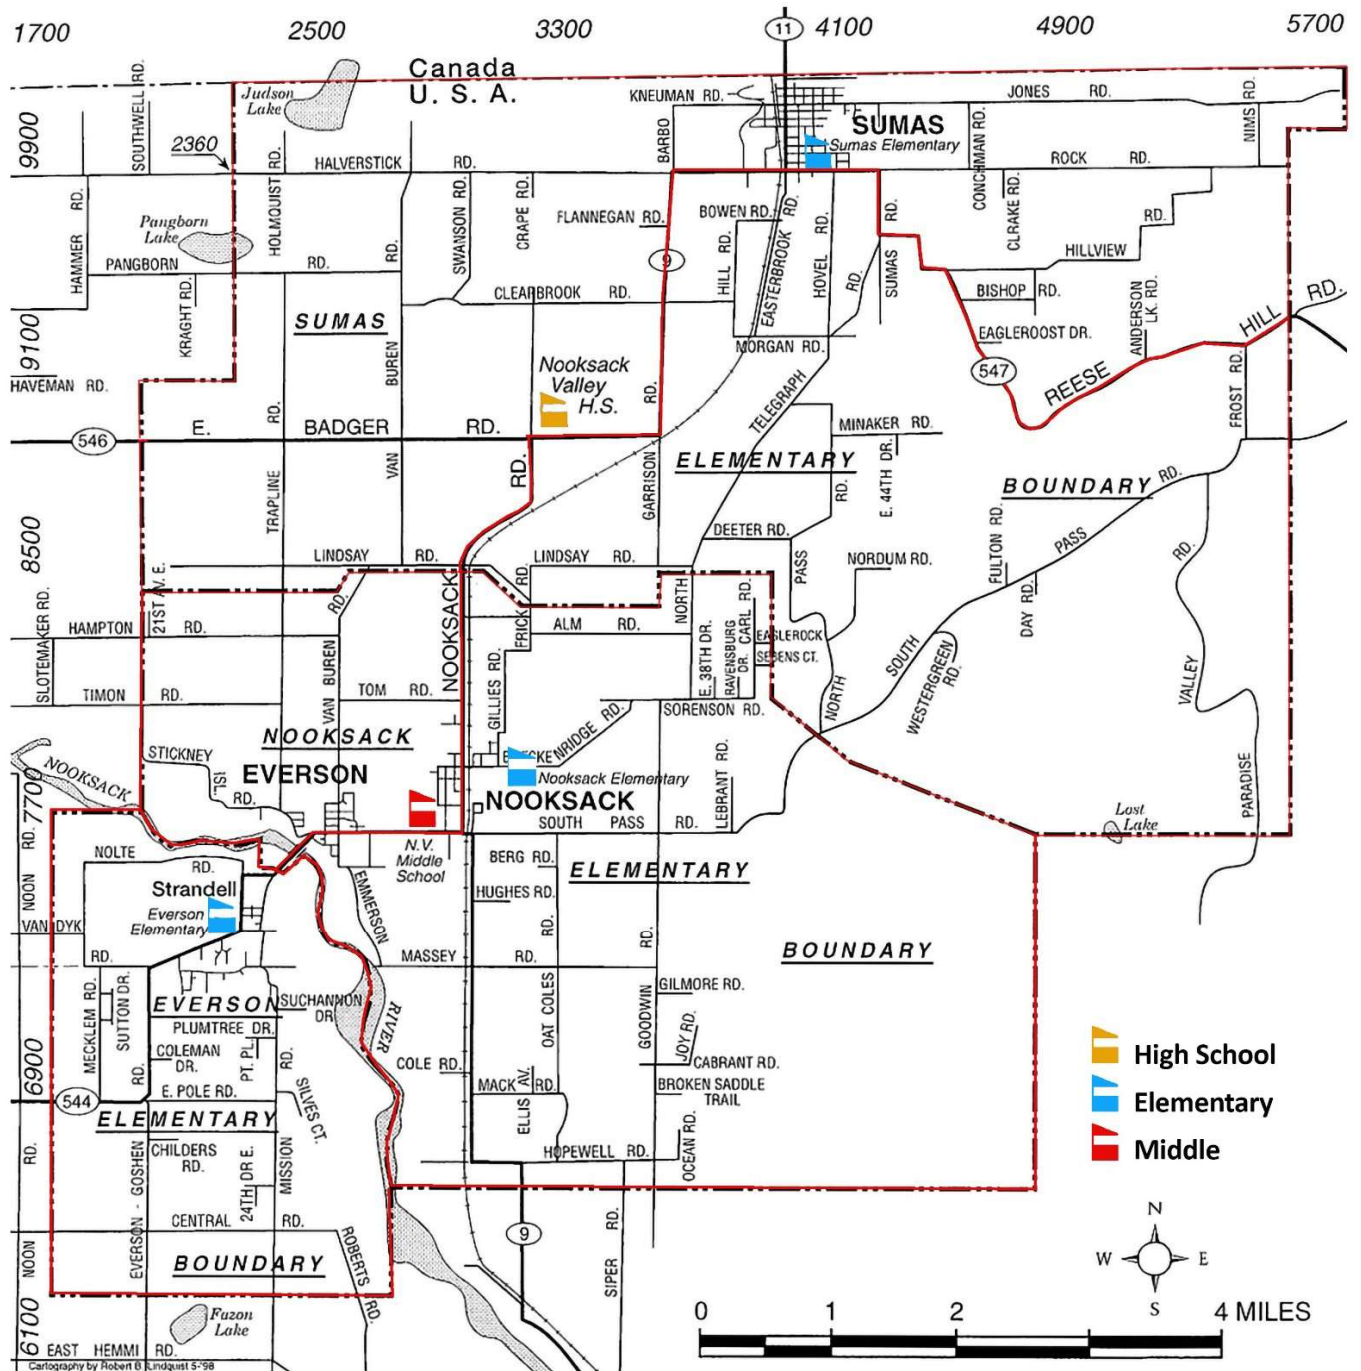 1700 2500 3300 11 4100 4900 5700
Canada
U. S. A.
Judson
Lake
SOUTHWELL RD.
KNEUMAN RD.
JONES RD.
NIMS RD.
9900
2360
SUMAS
Sumas Elementary
BARBO
CONCHMAN RD.
HALVERSTICK RD.
ROCK RD.
HOLMQUIST RD.
HAMMER RD.
Pangborn
Lake
SWANSON RD.
CRAPE RD.
FLANNEGAN RD.
BOWEN RD.
CLRAKE RD.
RD.
HILLVIEW
PANGBORN RD.
RD.
9
HILL RD.
EASTERBROOK RD.
HOVEL RD.
RD.
SUMAS RD.
KRAGHT RD.
CLEARBROOK RD.
BISHOP RD.
ANDERSON
LK. RD.
HILL RD.
9100
SUMAS
VAN BUREN
MORGAN RD.
EAGLEROOST DR.
547
REESE
HAVEMAN RD.
Nooksack
Valley
H.S.
RD.
TELEGRAPH
FROST RD.
546
E. BADGER RD.
TRAPLINE RD.
VAN
RD.
GARRISON
MINAKER RD.
E. 44TH DR.
ELEMENTARY
BOUNDARY
RD.
8500
DEETER RD.
RD.
PASS
NORDUM RD.
FULTON RD.
PASS
RD.
DAY RD.
LINDSAY RD.
LINDSAY RD.
21ST AV. E.
SLOTEMAKER RD.
HAMPTON RD.
RD.
VAN BUREN
NOOKSACK
FRICK RD.
ALM RD.
NORTH
E. 38TH DR.
RAVENSBURG
DR.
CARL RD.
EAGLEROCK
SEBENS CT.
NORTH
SOUTH
WESTERGREEN
RD.
VALLEY
TIMON RD.
TOM RD.
GILLIES RD.
SORENSON RD.
NOOKSACK
STICKNEY
ISL.
RD.
EVERSON
NOOKSACK
BRECKENRIDGE RD.
Nooksack Elementary
NOOKSACK
LEBRANT RD.
SOUTH PASS RD.
Lost
Lake
PARADISE
7700
NOON RD.
NOLTE RD.
N.V.
Middle
School
BERG RD.
ELEMENTARY
HUGHES RD.
Strandell
Everson
Elementary
EMMERSON
VAN DYK
RD.
MASSEY RD.
RD.
BOUNDARY
MECKLEM RD.
SUTTON DR.
EVERSON
SUCHANNON
DR.
RIVER
OAT COLES
GOODWIN
GILMORE RD.
PLUMTREE DR.
COLEMAN
DR.
PT. PL.
RD.
RD.
JOY RD.
High School
6900
COLE RD.
CABRANT RD.
E. POLE RD.
SILVES CT.
MACK RD.
AV.
ELLIS
BROKEN SADDLE
TRAIL
Elementary
544
ELEMENTARY
RD.
CHILDERS
RD.
HOPEWELL RD.
OCEAN RD.
Middle
EVERSON - GOSHEN
24TH DR E.
MISSION
CENTRAL RD.
ROBERTS RD.
9
SIPER RD.
NOON
BOUNDARY
N
W E
S
6100
Fazon
Lake
0 1 2 4 MILES
EAST HEMMI RD.
Cartography by Robert B Lindquist 5-'98